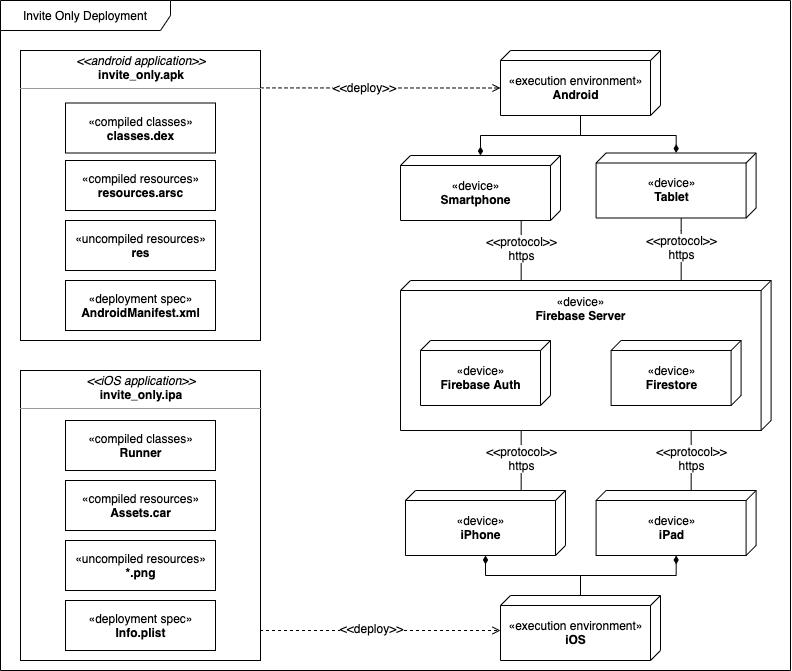 Invite Only Deployment
<<android application>>
invite_only.apk
«compiled classes»
classes.dex
«compiled resources»
resources.arsc
«uncompiled resources»
res
«deployment spec»
AndroidManifest.xml
<<deploy>>
«execution environment»
Android
«device»
Smartphone
«device»
Tablet
<<protocol>>
https
<<protocol>>
https
«device»
Firebase Server
«device»
Firebase Auth
«device»
Firestore
<<iOS application>>
invite_only.ipa
«compiled classes»
Runner
«compiled resources»
Assets.car
«uncompiled resources»
*.png
«deployment spec»
Info.plist
<<protocol>>
https
<<protocol>>
https
«device»
iPhone
«device»
iPad
<<deploy>>
«execution environment»
iOS